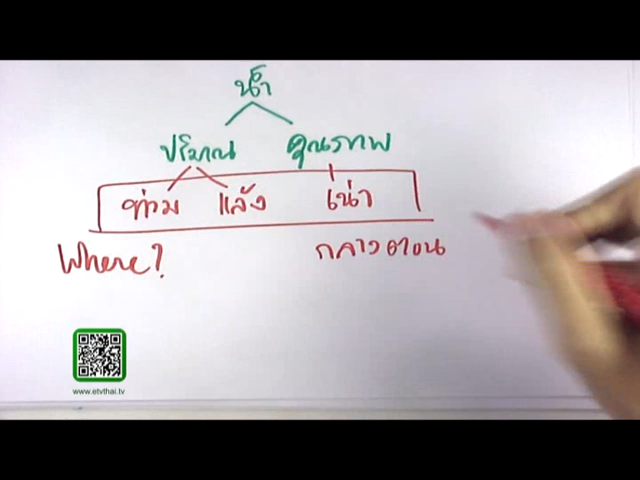 น้ำ
ปริมาณ คุณภาพ
ท่วม แล้ง เน่า
Where? กลางตอน
www.etvthai.tv